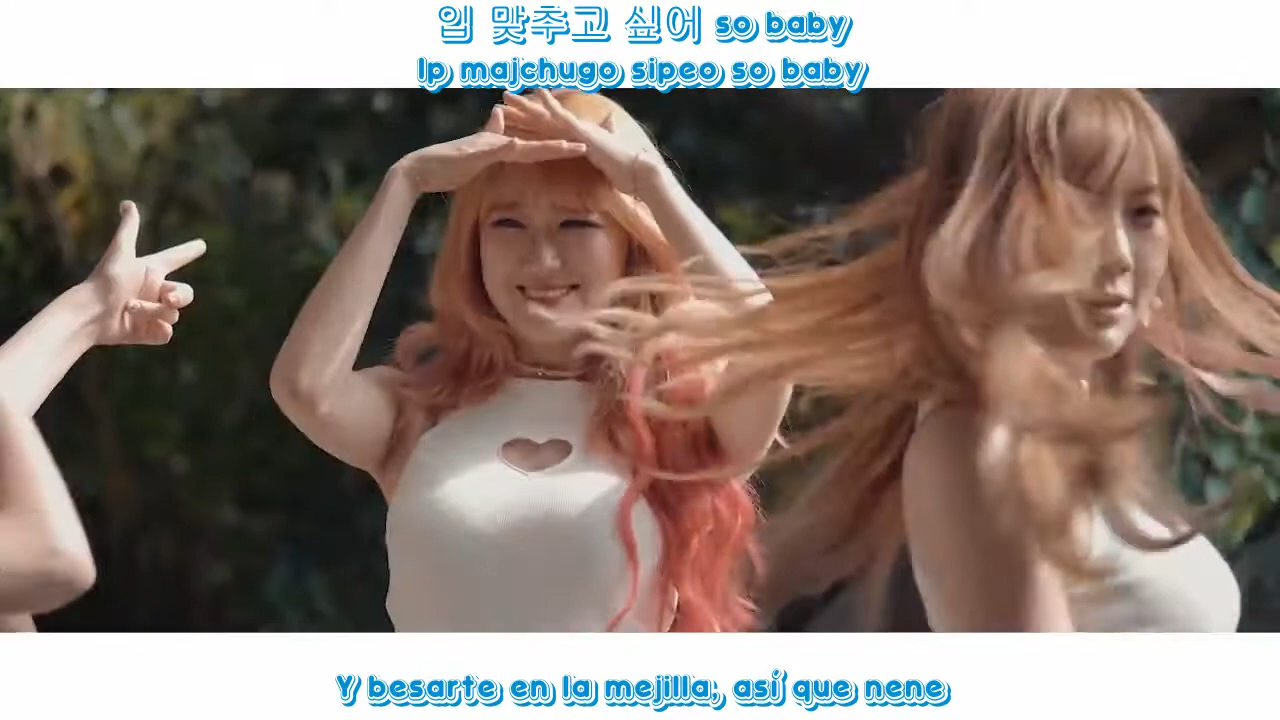 입 맞추고 싶어 so baby
Ip majchugo sipeo so baby
Y besarte en la mejilla, así que nene